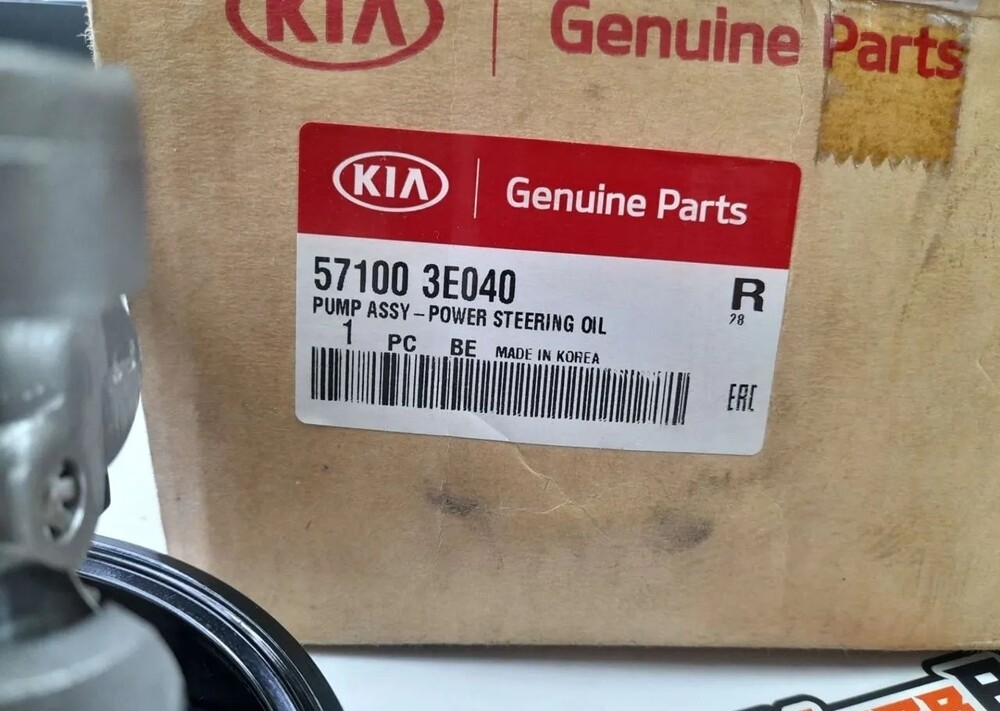 KIA Genuine Parts
KIA Genuine Parts
57100 3E040 R
PUMP ASSY – POWER STEERING OIL 28
1 PC BE MADE IN KOREA
EAC